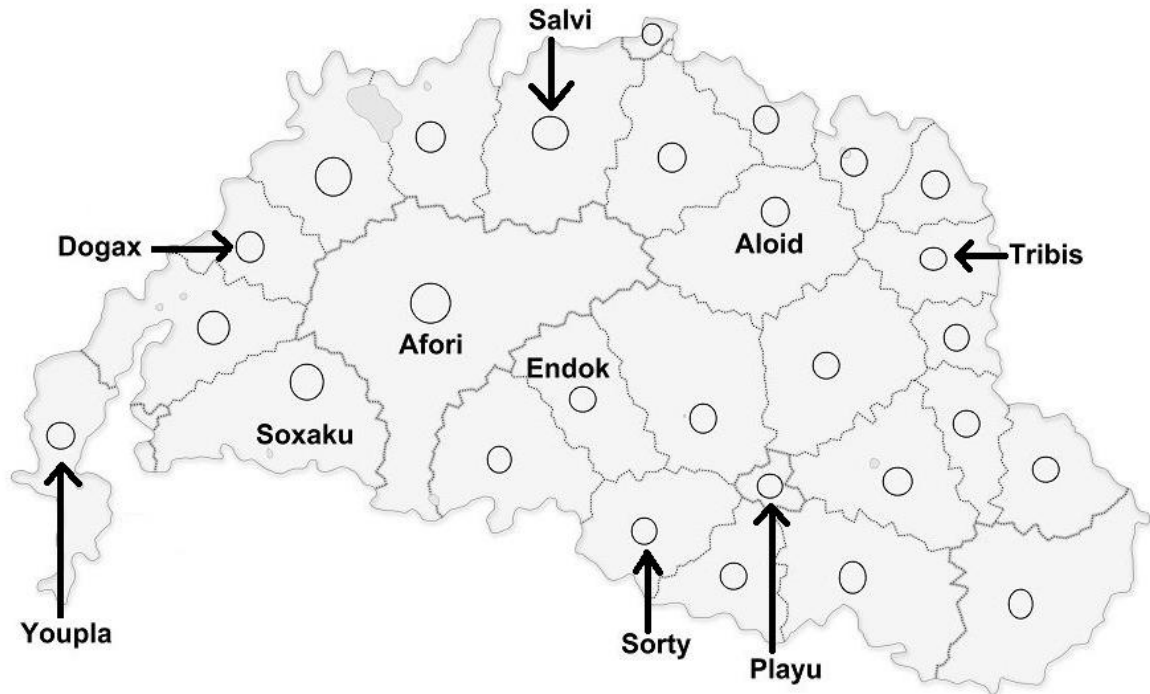 Salvi
Dogax
Aloid
Tribis
Afori
Endok
Soxaku
Youpla
Sorty
Playu